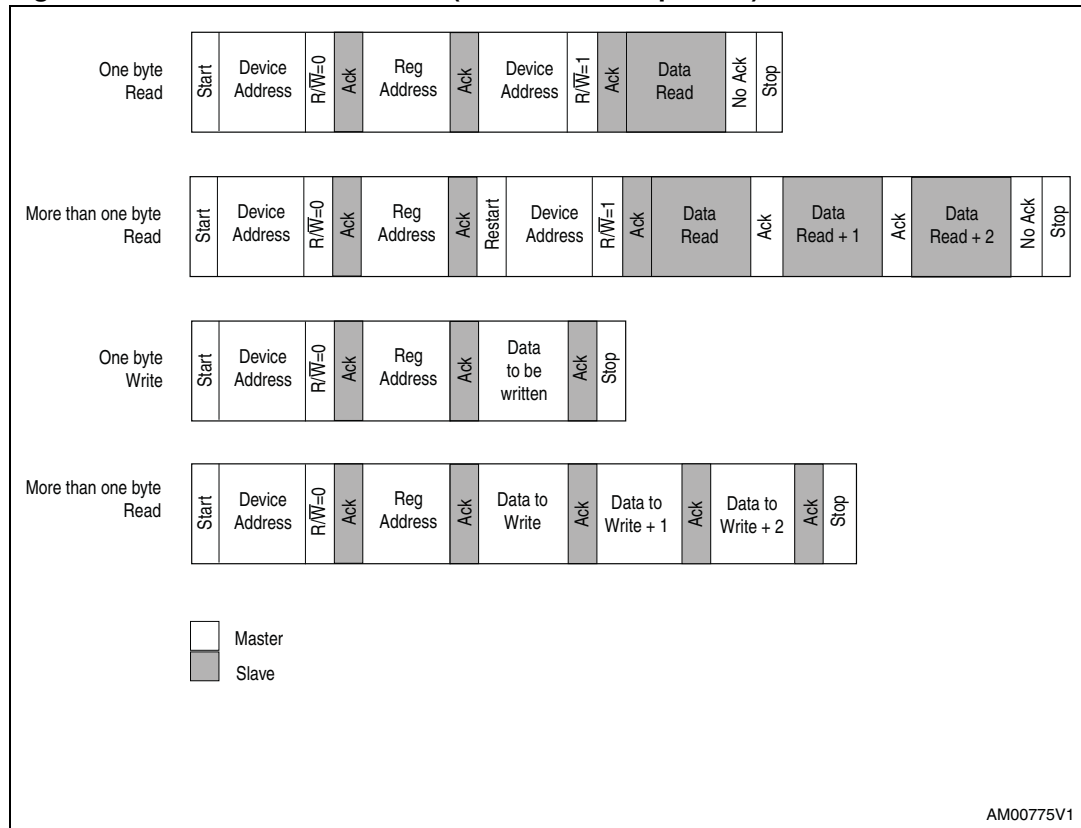 One byte
Read
Start
Device
Address
R/W̅=0
Ack
Reg
Address
Ack
Device
Address
R/W̅=1
Ack
Data
Read
No Ack
Stop
More than one byte
Read
Start
Device
Address
R/W̅=0
Ack
Reg
Address
Ack
Restart
Device
Address
R/W̅=1
Ack
Data
Read
Ack
Data
Read + 1
Ack
Data
Read + 2
No Ack
Stop
One byte
Write
Start
Device
Address
R/W̅=0
Ack
Reg
Address
Ack
Data
to be
written
Ack
Stop
More than one byte
Read
Start
Device
Address
R/W̅=0
Ack
Reg
Address
Ack
Data to
Write
Ack
Data to
Write + 1
Ack
Data to
Write + 2
Ack
Stop
Master
Slave
AM00775V1